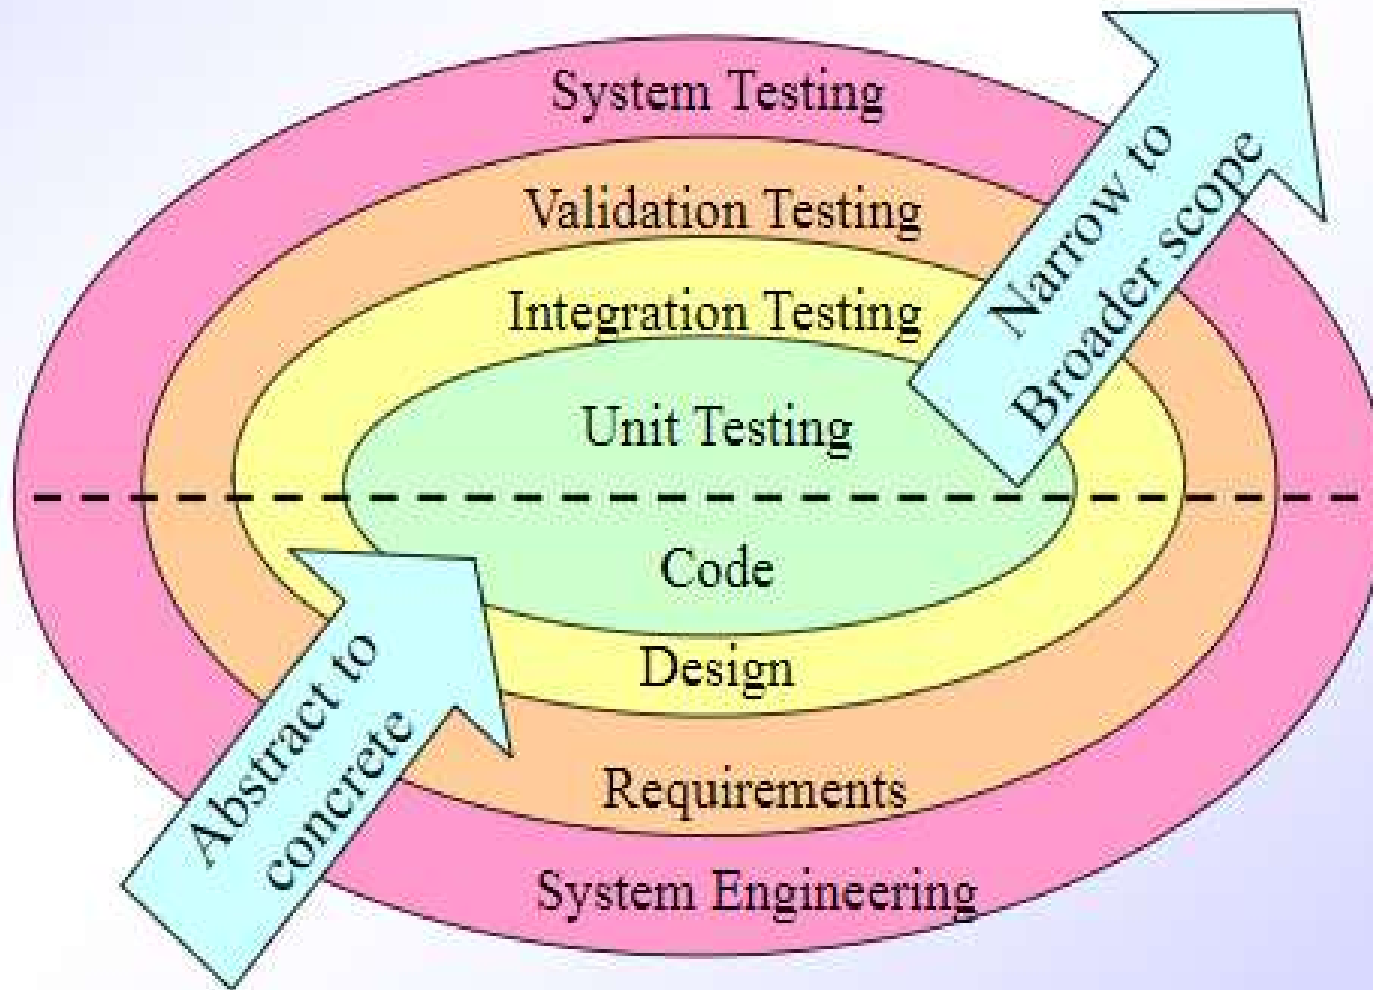 System Testing
Validation Testing
Integration Testing
Unit Testing
Narrow to
Broader scope
Code
Design
Requirements
System Engineering
Abstract to
concrete